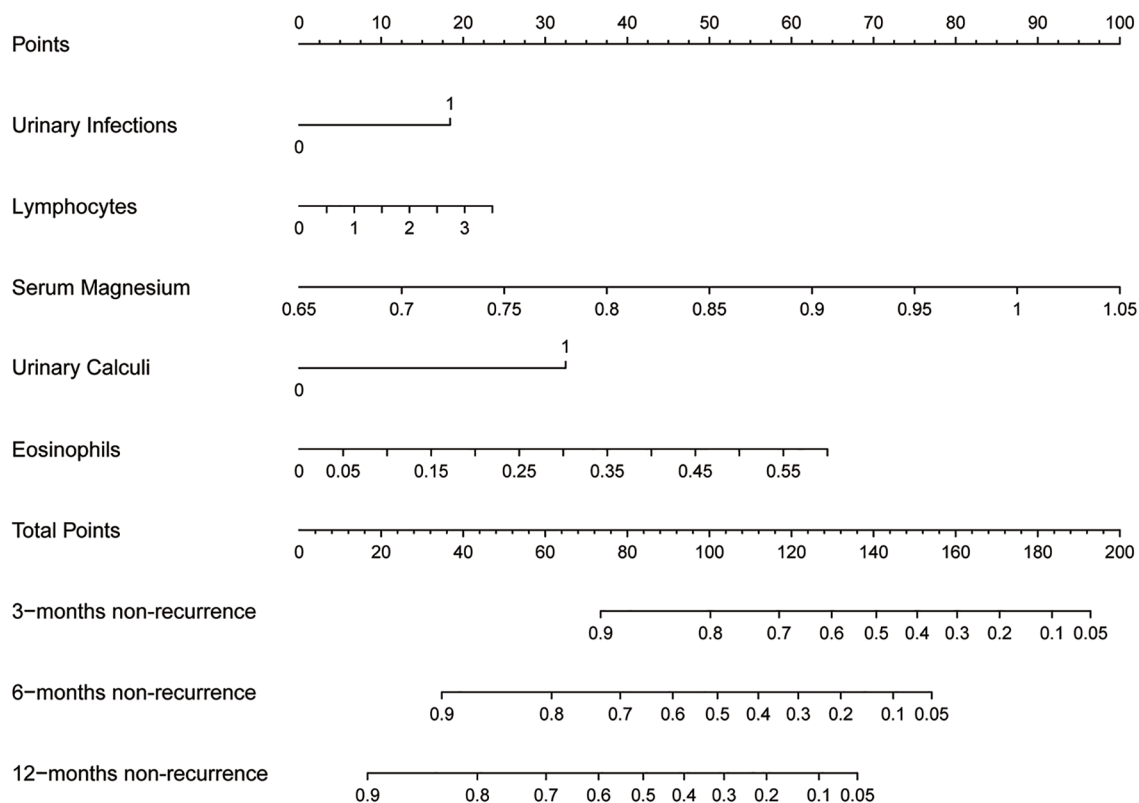 0 10 20 30 40 50 60 70 80 90 100
Points
1
Urinary Infections
0
Lymphocytes
0 1 2 3
Serum Magnesium
0.65 0.7 0.75 0.8 0.85 0.9 0.95 1 1.05
1
Urinary Calculi
0
Eosinophils
0 0.05 0.15 0.25 0.35 0.45 0.55
Total Points
0 20 40 60 80 100 120 140 160 180 200
3−months non-recurrence
0.9 0.8 0.7 0.6 0.5 0.4 0.3 0.2 0.1 0.05
6−months non-recurrence
0.9 0.8 0.7 0.6 0.5 0.4 0.3 0.2 0.1 0.05
12−months non-recurrence
0.9 0.8 0.7 0.6 0.5 0.4 0.3 0.2 0.1 0.05